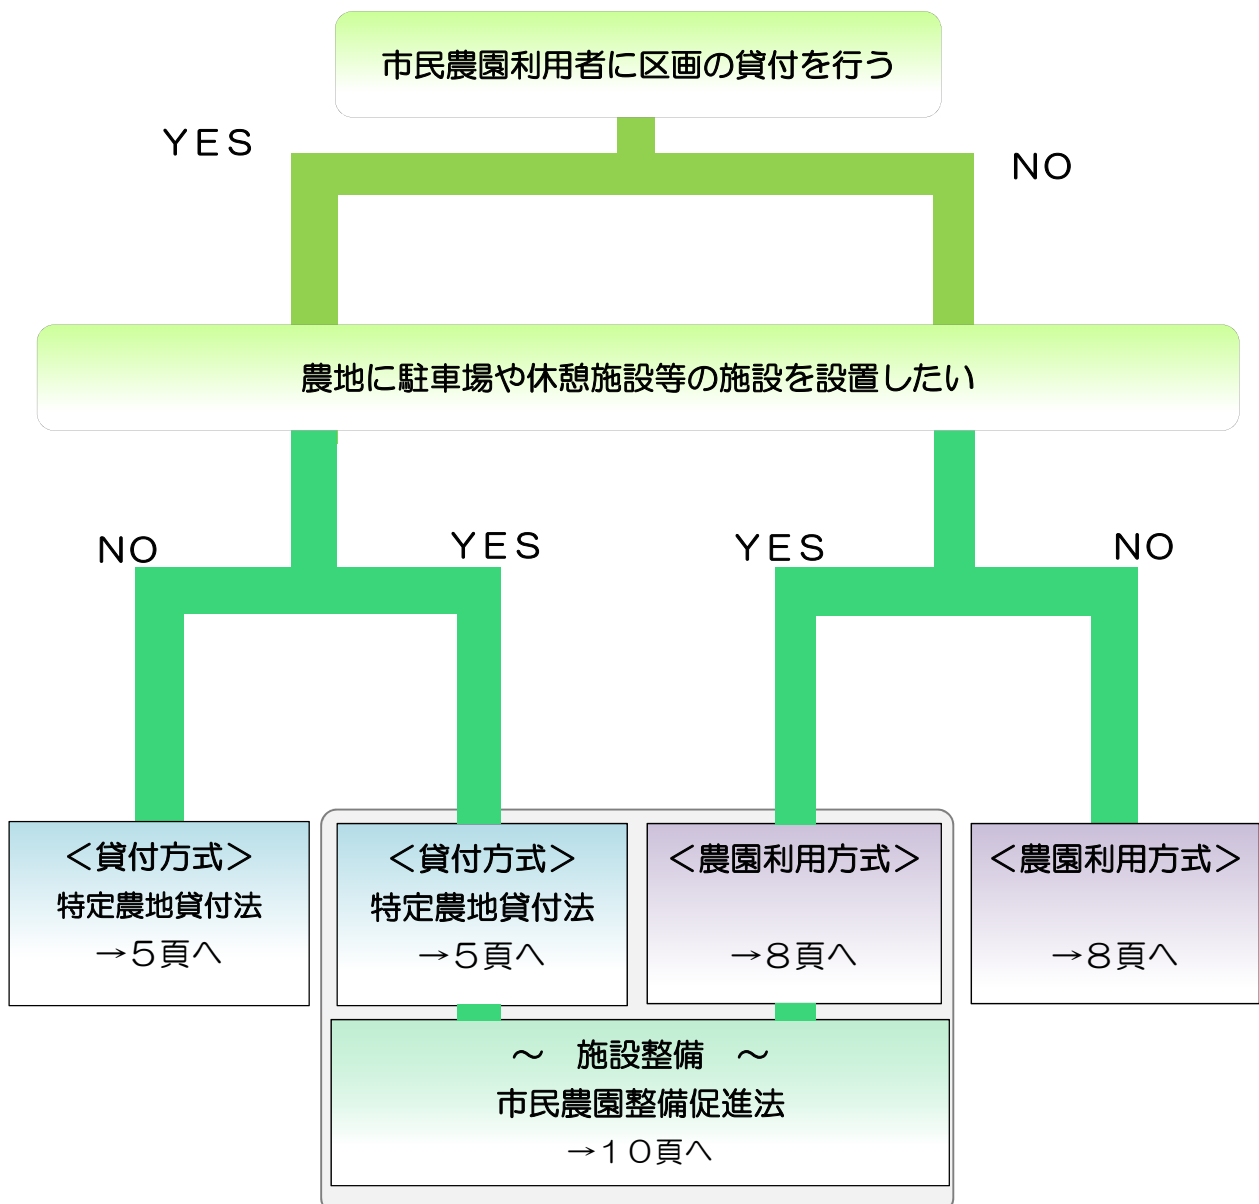 市民農園利用者に区画の貸付を行う
ＹＥＳ
ＮＯ
農地に駐車場や休憩施設等の施設を設置したい
ＮＯ
ＹＥＳ
ＹＥＳ
ＮＯ
＜貸付方式＞
特定農地貸付法
→５頁へ
＜貸付方式＞
特定農地貸付法
→５頁へ
＜農園利用方式＞
→８頁へ
＜農園利用方式＞
→８頁へ
～　施設整備　～
市民農園整備促進法
→１０頁へ